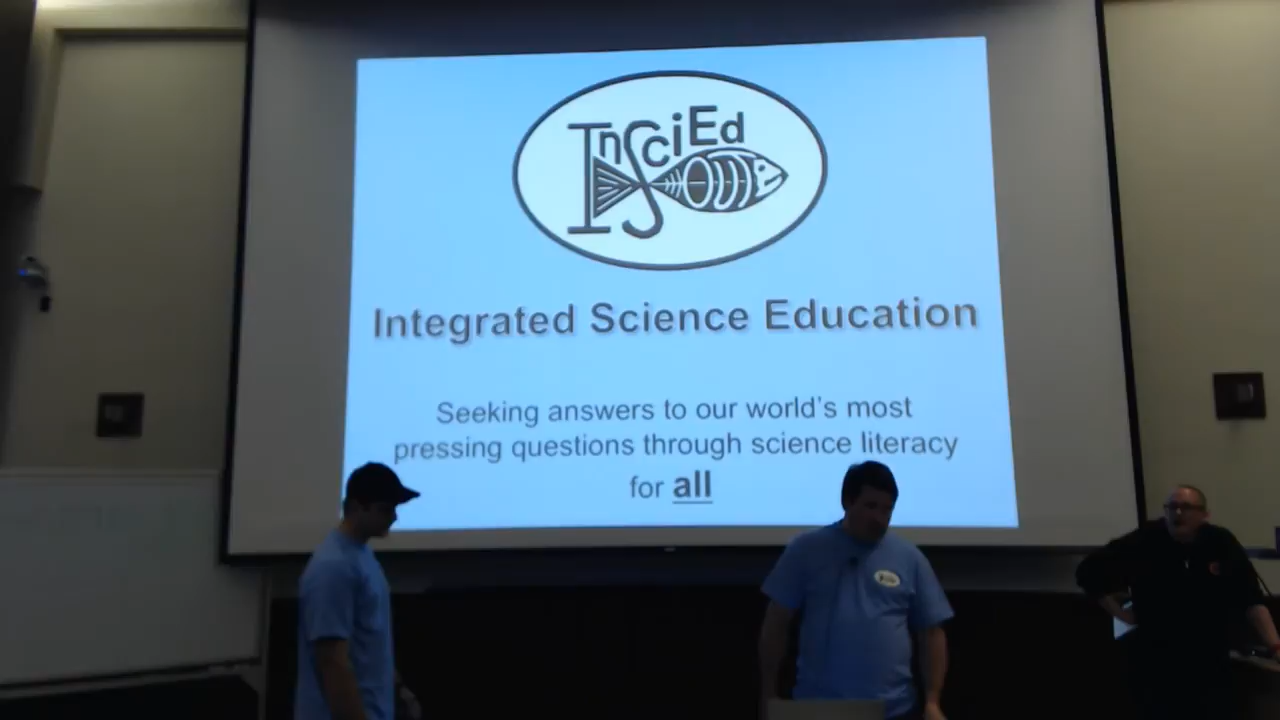 InSciEd
Integrated Science Education
Seeking answers to our world's most
pressing questions through science literacy
for all